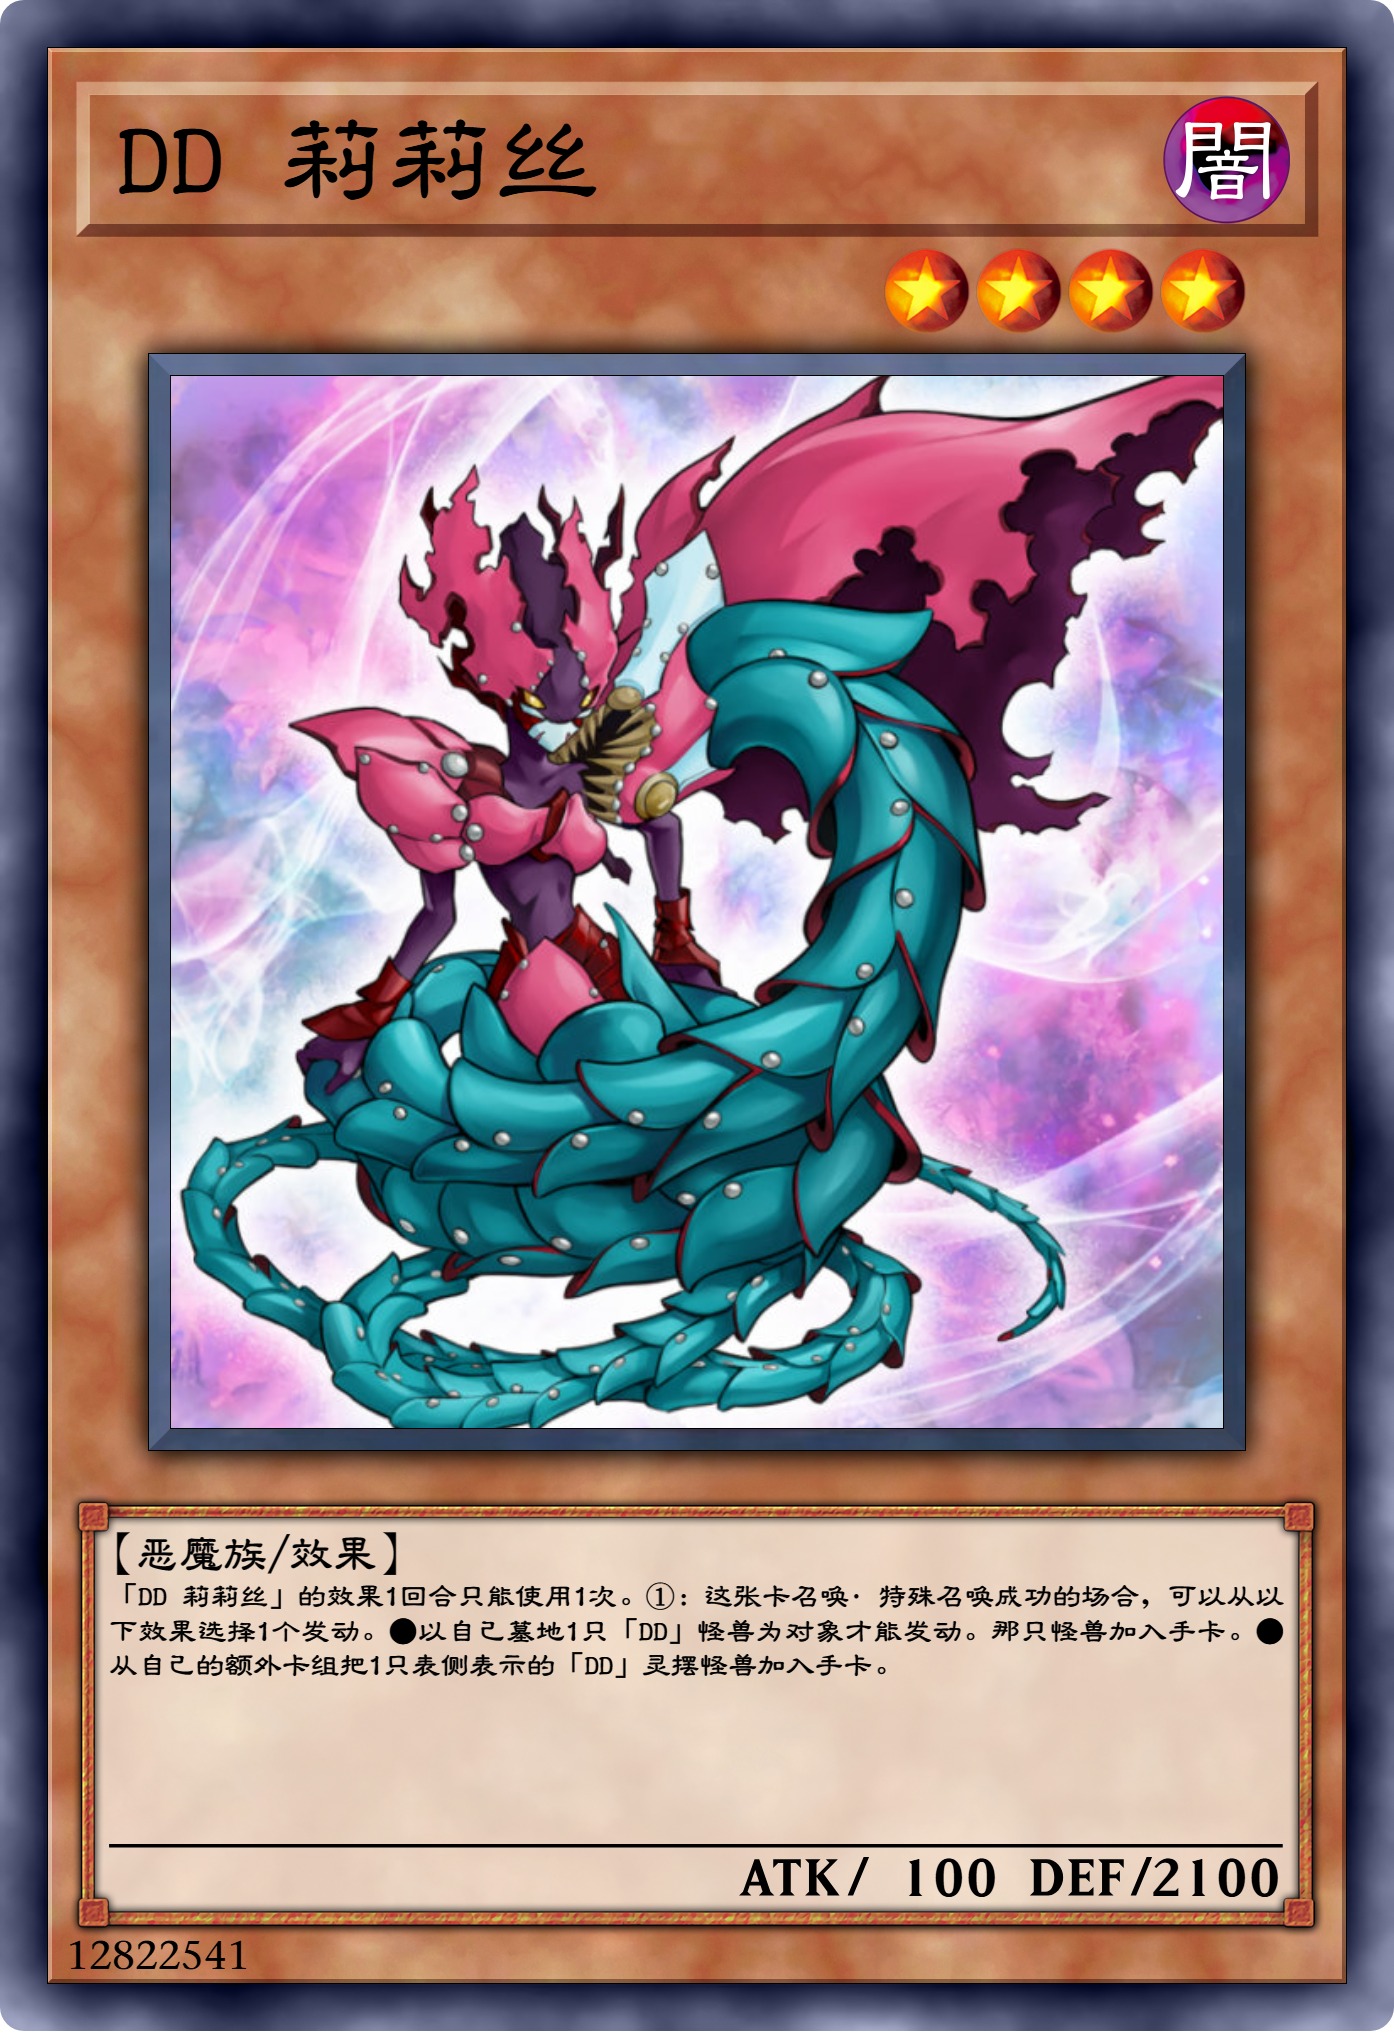 DD 莉莉丝
闇
【恶魔族/效果】
「DD 莉莉丝」的效果1回合只能使用1次。①：这张卡召唤·特殊召唤成功的场合，可以从以
下效果选择1个发动。●以自己墓地1只「DD」怪兽为对象才能发动。那只怪兽加入手卡。●
从自己的额外卡组把1只表侧表示的「DD」灵摆怪兽加入手卡。
ATK/ 100 DEF/2100
12822541